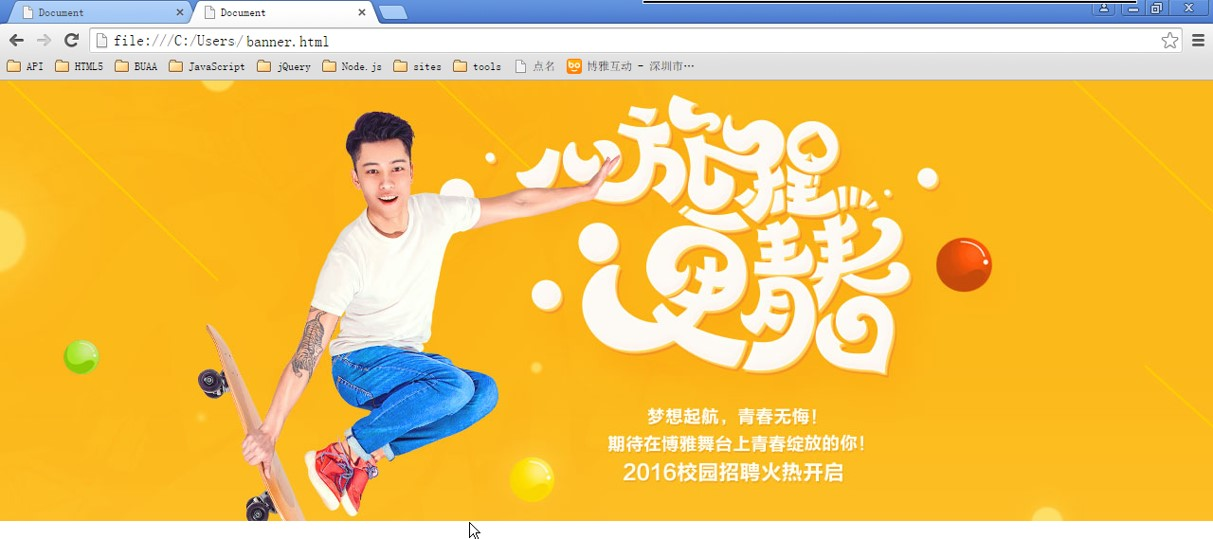 Document
Document
file:///C:/Users/ banner.html
API HTML5 BUAA JavaScript jQuery Node.js sites tools 点名 bo 博雅互动 - 深圳市…
心旅程
更青春
梦想起航，青春无悔！
期待在博雅舞台上青春绽放的你！
2016校园招聘火热开启